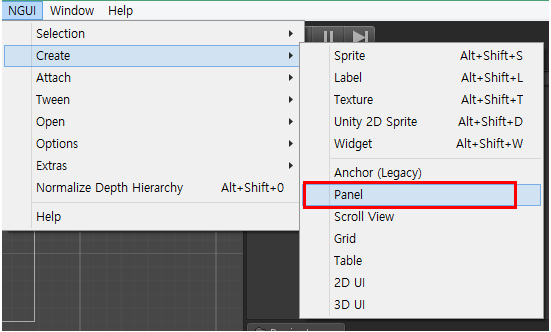 NGUI Window Help
Selection
Create
Attach
Tween
Open
Options
Extras
Normalize Depth Hierarchy Alt+Shift+0
Help
Sprite Alt+Shift+S
Label Alt+Shift+L
Texture Alt+Shift+T
Unity 2D Sprite Alt+Shift+D
Widget Alt+Shift+W
Anchor (Legacy)
Panel
Scroll View
Grid
Table
2D UI
3D UI